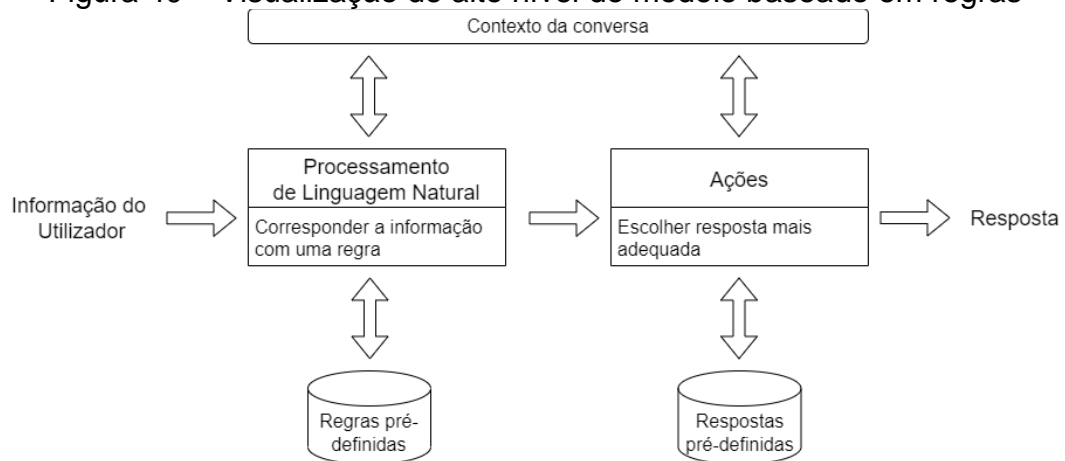 Contexto da conversa
Processamento
de Linguagem Natural
Ações
Informação do
Utilizador
Corresponder a informação
com uma regra
Escolher resposta mais
adequada
Resposta
Regras pré-
definidas
Respostas
pré-definidas